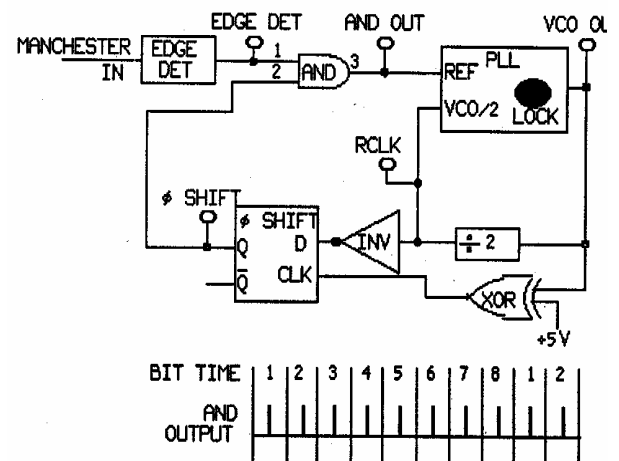 EDGE DET AND OUT VCO OU
MANCHESTER IN
EDGE DET
1
2
AND
3
REF
PLL
VCO/2
LOCK
RCLK
ø SHIFT
ø SHIFT
Q
D
Q̅
CLK
INV
÷ 2
XOR
+5V
BIT TIME 1 2 3 4 5 6 7 8 1 2
AND OUTPUT